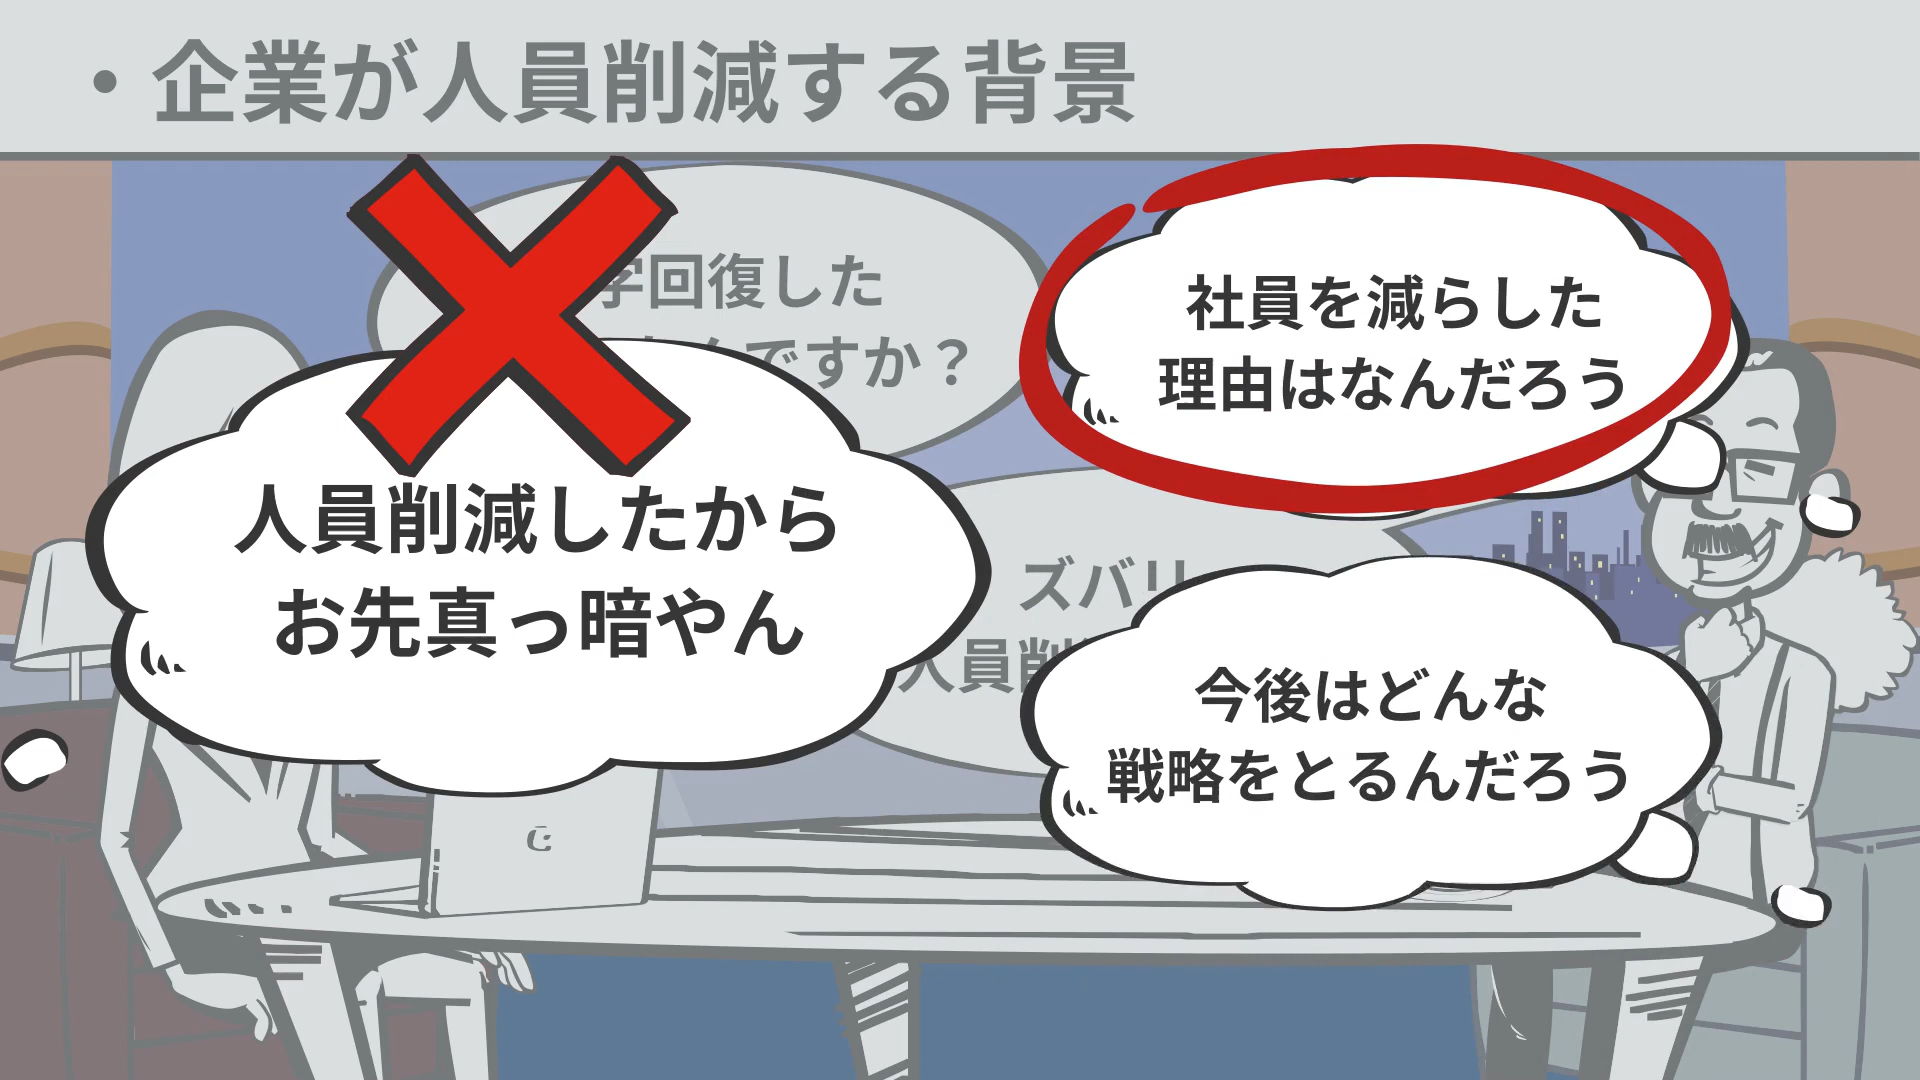 ・企業が人員削減する背景
字回復した
んですか？
社員を減らした
理由はなんだろう
人員削減したから
お先真っ暗やん
ズバリ
人員削
今後はどんな
戦略をとるんだろう